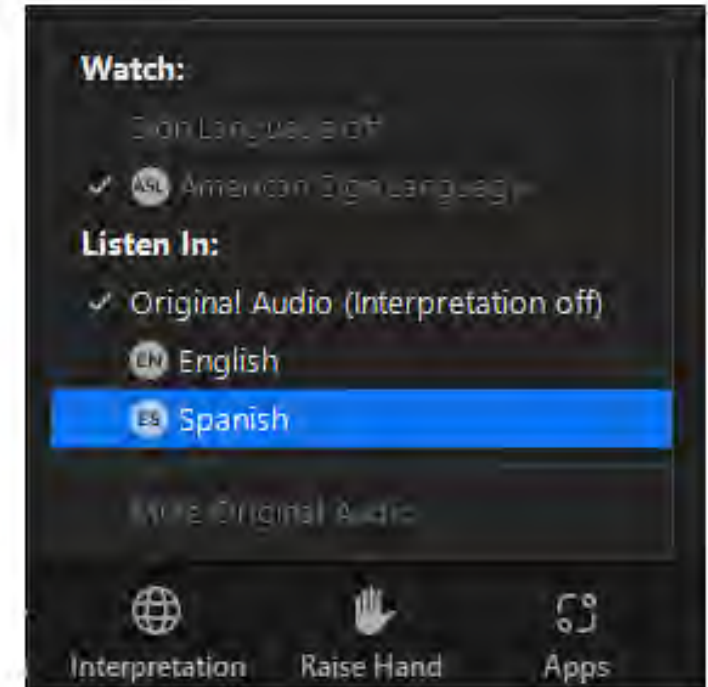 Watch:
Sign Language off
ASL American Sign Language
Listen In:
Original Audio (Interpretation off)
EN English
ES Spanish
Mute Original Audio
Interpretation Raise Hand Apps